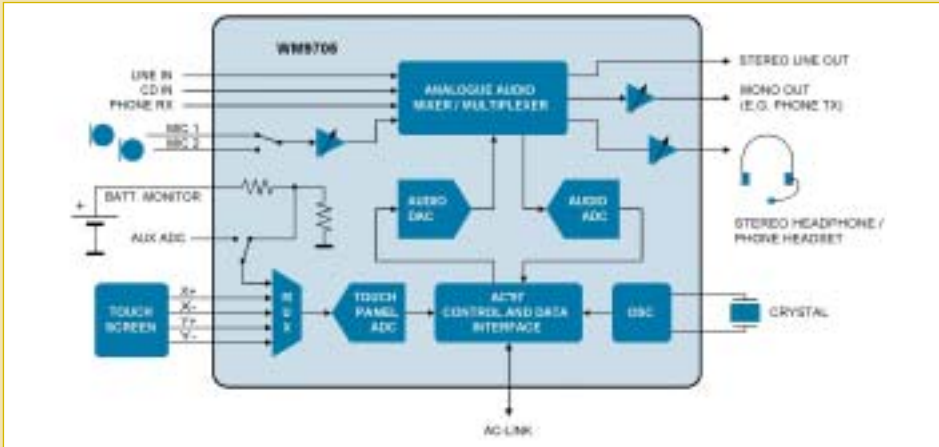 WM9706
LINE IN
CD IN
PHONE RX
MIC 1
MIC 2
BATT. MONITOR
+
AUX ADC
TOUCH
SCREEN
X+
X-
Y+
Y-
M
U
X
TOUCH
PANEL
ADC
ANALOGUE AUDIO
MIXER / MULTIPLEXER
AUDIO
DAC
AUDIO
ADC
AC'97
CONTROL AND DATA
INTERFACE
OSC
STEREO LINE OUT
MONO OUT
(E.G. PHONE TX)
STEREO HEADPHONE /
PHONE HEADSET
CRYSTAL
AC-LINK